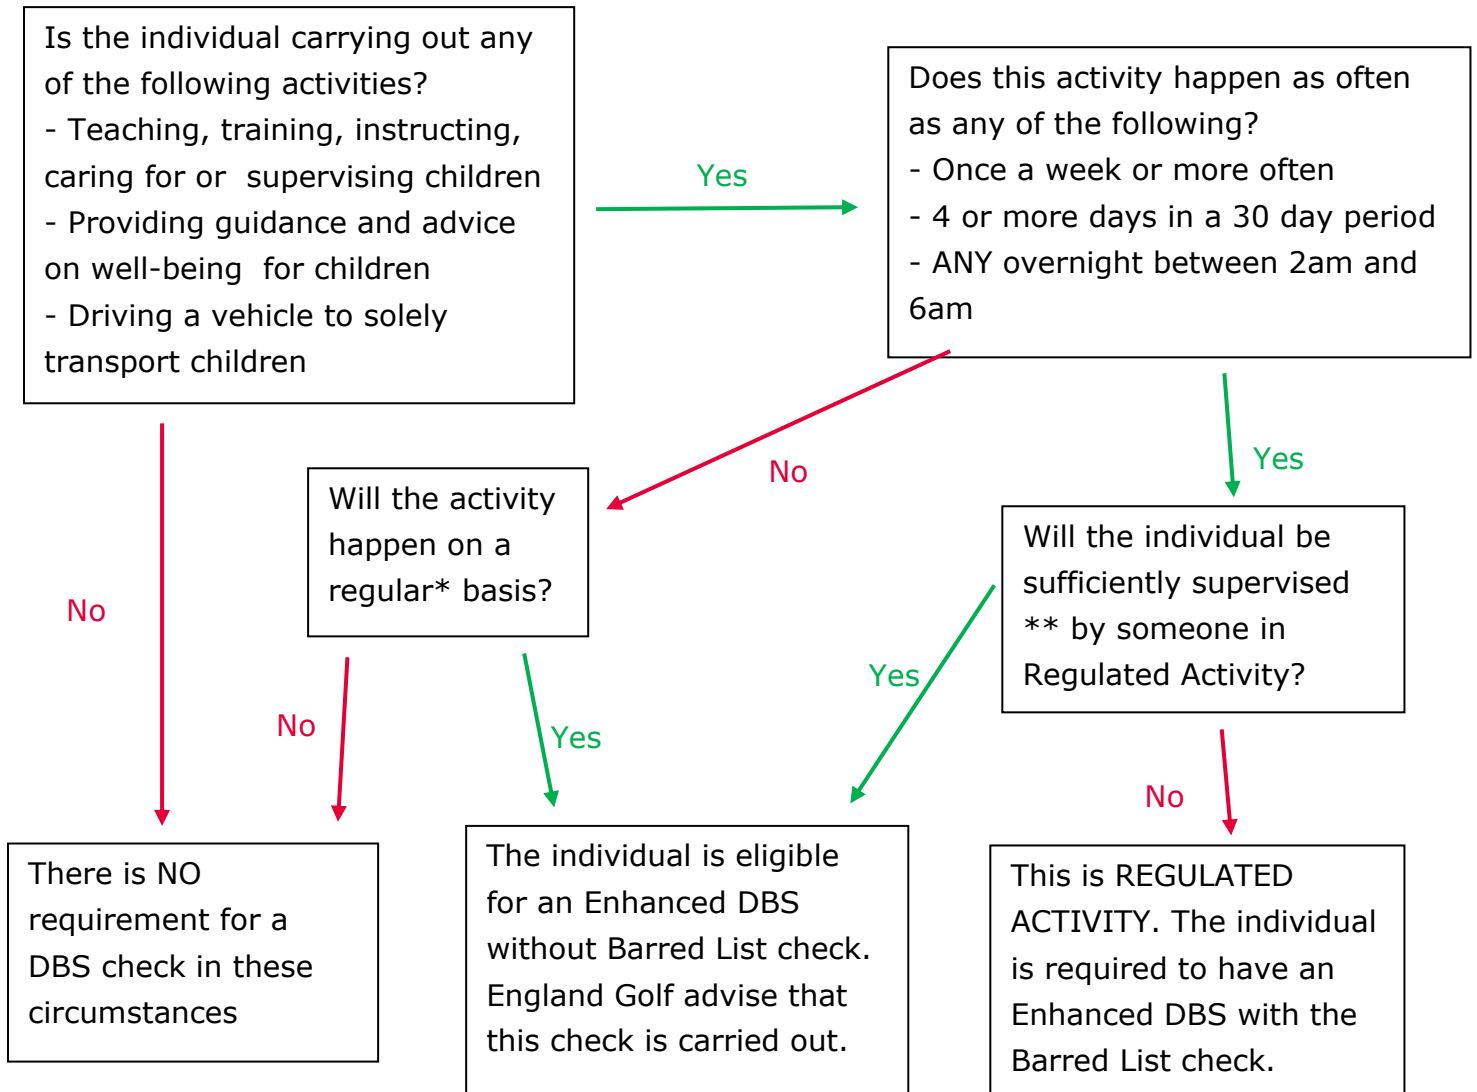 Is the individual carrying out any
of the following activities?
- Teaching, training, instructing,
caring for or  supervising children
- Providing guidance and advice
on well-being  for children
- Driving a vehicle to solely
transport children
Yes
Does this activity happen as often
as any of the following?
- Once a week or more often
- 4 or more days in a 30 day period
- ANY overnight between 2am and
6am
No
Yes
Will the activity
happen on a
regular* basis?
Will the individual be
sufficiently supervised
** by someone in
Regulated Activity?
No
No
Yes
Yes
No
There is NO
requirement for a
DBS check in these
circumstances
The individual is eligible
for an Enhanced DBS
without Barred List check.
England Golf advise that
this check is carried out.
This is REGULATED
ACTIVITY. The individual
is required to have an
Enhanced DBS with the
Barred List check.